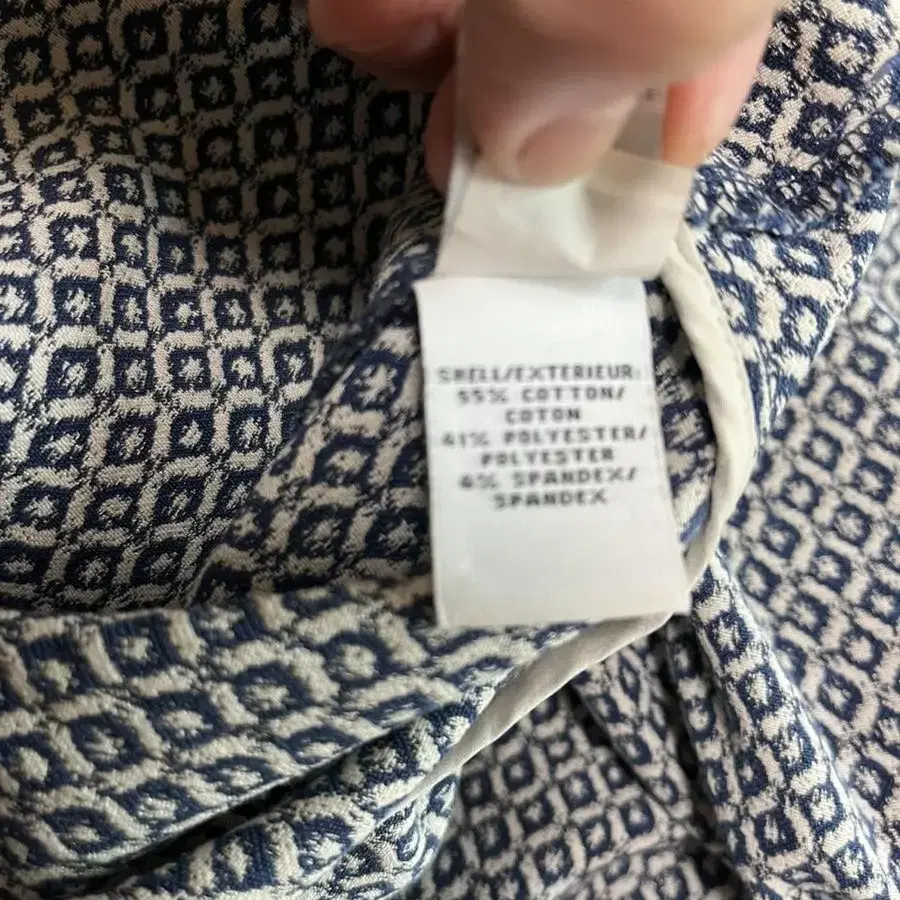 SHELL/EXTERIEUR:
55% COTTON/
COTON
41% POLYESTER/
POLYESTER
4% SPANDEX/
SPANDEX